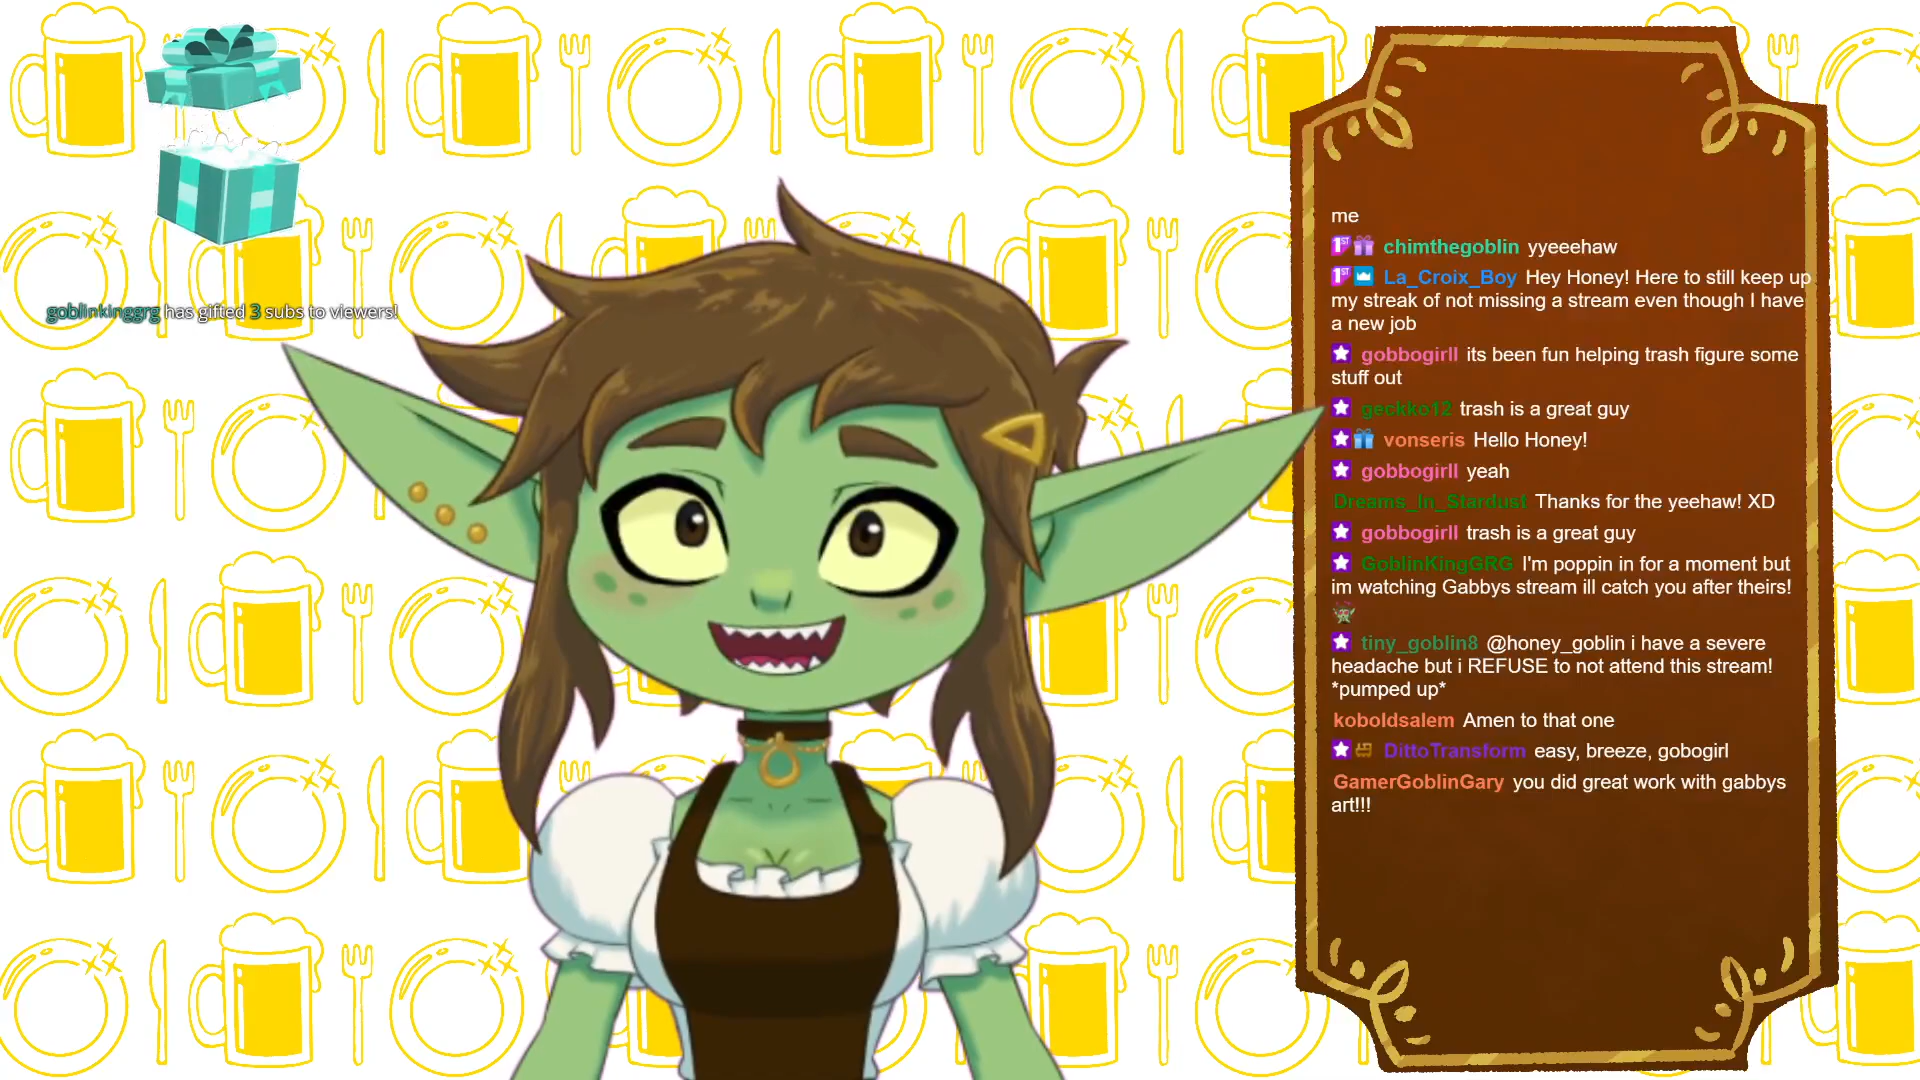 goblinkinggrg has gifted 3 subs to viewers!
me
1ST chimthegoblin yyeeehaw
1ST La_Croix_Boy Hey Honey! Here to still keep up
my streak of not missing a stream even though I have
a new job
gobbogirll its been fun helping trash figure some
stuff out
geckko12 trash is a great guy
vonseris Hello Honey!
gobbogirll yeah
Dreams_In_Stardust Thanks for the yeehaw! XD
gobbogirll trash is a great guy
GoblinKingGRG I'm poppin in for a moment but
im watching Gabbys stream ill catch you after theirs!
tiny_goblin8 @honey_goblin i have a severe
headache but i REFUSE to not attend this stream!
*pumped up*
koboldsalem Amen to that one
DittoTransform easy, breeze, gobogirl
GamerGoblinGary you did great work with gabbys
art!!!